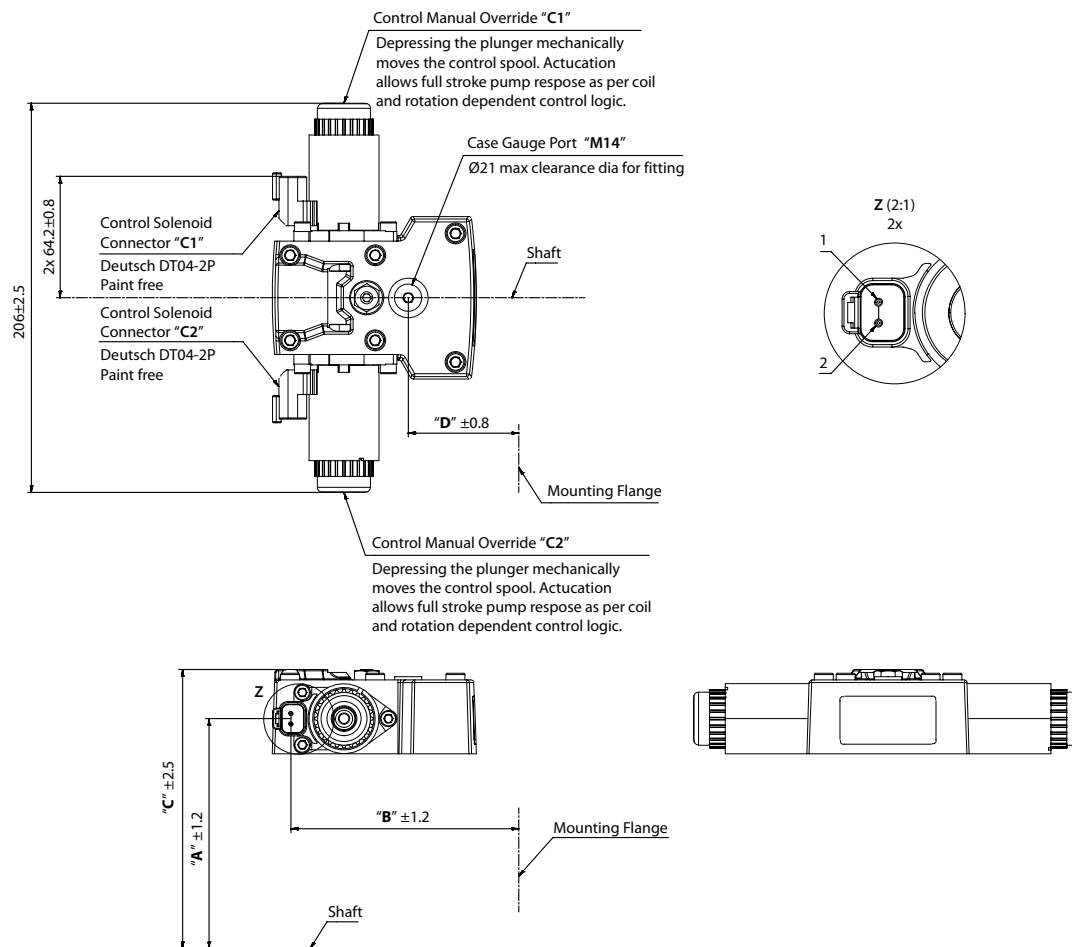 Control Manual Override "C1"
Depressing the plunger mechanically
moves the control spool. Actucation
allows full stroke pump respose as per coil
and rotation dependent control logic.
Case Gauge Port "M14"
Ø21 max clearance dia for fitting
Control Solenoid
Connector "C1"
Deutsch DT04-2P
Paint free
Control Solenoid
Connector "C2"
Deutsch DT04-2P
Paint free
2x 64.2±0.8
206±2.5
Shaft
Z (2:1)
2x
1
2
"D" ±0.8
Mounting Flange
Control Manual Override "C2"
Depressing the plunger mechanically
moves the control spool. Actucation
allows full stroke pump respose as per coil
and rotation dependent control logic.
Z
"C" ±2.5
"A" ±1.2
"B" ±1.2
Mounting Flange
Shaft